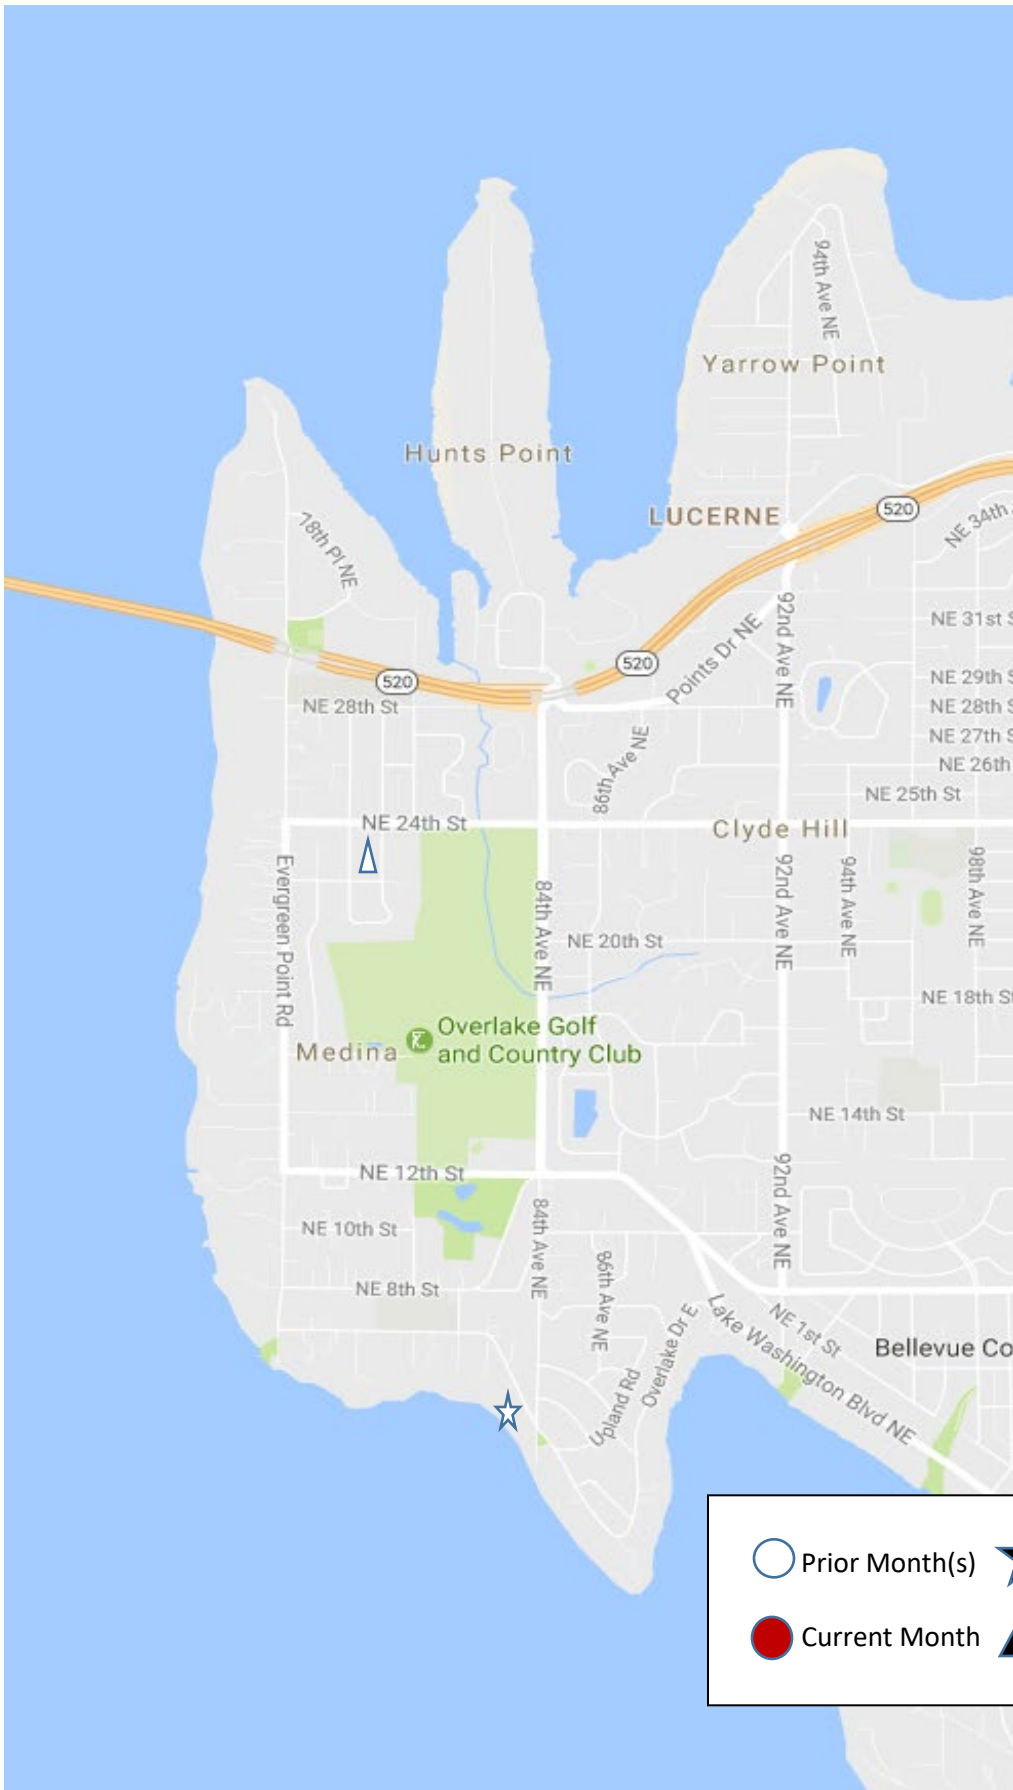 94th Ave NE
Yarrow Point
Hunts Point
LUCERNE
520
NE 34th
78th Pl NE
92nd Ave NE
NE 31st S
Points Dr NE
520
520
NE 29th S
NE 28th St
NE 28th S
NE 27th S
86th Ave NE
NE 26th
NE 25th St
NE 24th St
Clyde Hill
Evergreen Point Rd
84th Ave NE
92nd Ave NE
94th Ave NE
98th Ave NE
NE 20th St
NE 18th St
Medina
Overlake Golf
and Country Club
NE 14th St
NE 12th St
92nd Ave NE
84th Ave NE
NE 10th St
86th Ave NE
NE 8th St
Overlake Dr E
Lake Washington Blvd NE
NE 1st St
Bellevue Co
Upland Rd
Prior Month(s)
Current Month